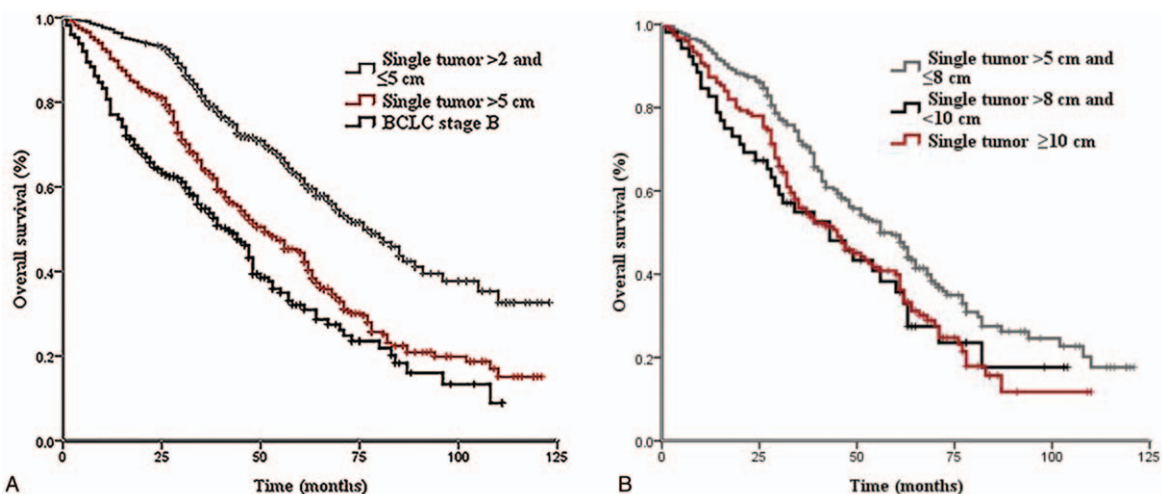 1.0
0.8
0.6
0.4
0.2
0.0
Overall survival (%)
Single tumor >2 and
≤5 cm
Single tumor >5 cm
BCLC stage B
0 25 50 75 100 125
Time (months)
A
1.0
0.8
0.6
0.4
0.2
0.0
Overall survival (%)
Single tumor >5 cm and
≤8 cm
Single tumor >8 cm and
<10 cm
Single tumor ≥10 cm
0 25 50 75 100 125
Time (months)
B